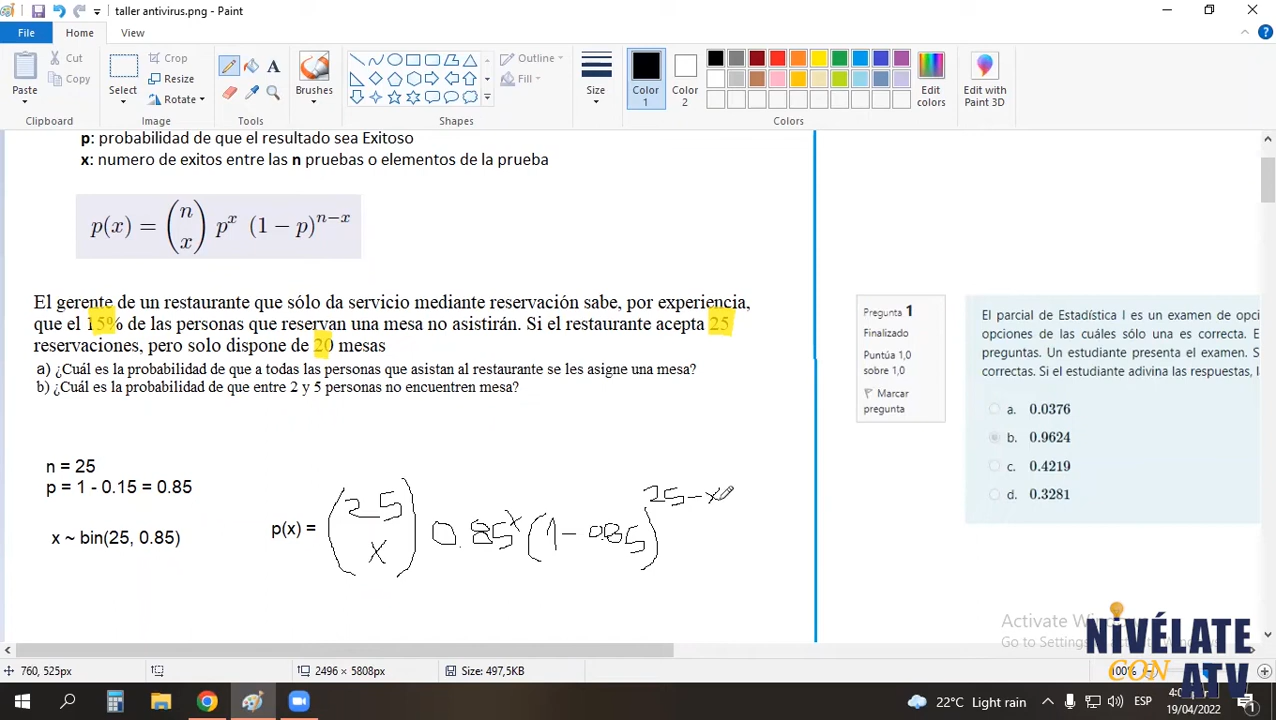 taller antivirus.png - Paint
File Home View
Paste Cut Copy Clipboard
Select Crop Resize Rotate Image
Tools
Brushes
Outline Fill Shapes
Size
Color 1 Color 2 Edit colors Colors
Edit with Paint 3D
p: probabilidad de que el resultado sea Exitoso
x: numero de exitos entre las n pruebas o elementos de la prueba
p(x) = (n x) p^x (1 − p)^{n−x}
El gerente de un restaurante que sólo da servicio mediante reservación sabe, por experiencia,
que el 15% de las personas que reservan una mesa no asistirán. Si el restaurante acepta 25
reservaciones, pero solo dispone de 20 mesas
a) ¿Cuál es la probabilidad de que a todas las personas que asistan al restaurante se les asigne una mesa?
b) ¿Cuál es la probabilidad de que entre 2 y 5 personas no encuentren mesa?
n = 25
p = 1 - 0.15 = 0.85
x ~ bin(25, 0.85)
p(x) = (25 x) 0.85^x (1 - 0.85)^{25-x}
Pregunta 1
Finalizado
Puntúa 1,0
sobre 1,0
Marcar
pregunta
El parcial de Estadística I es un examen de opci
opciones de las cuáles sólo una es correcta. E
preguntas. Un estudiante presenta el examen. S
correctas. Si el estudiante adivina las respuestas, l
a. 0.0376
b. 0.9624
c. 0.4219
d. 0.3281
Activate Windows
Go to Settings
NIVÉLATE
CON ATV
760, 525px
2496 × 5808px
Size: 497,5KB
100%
22°C Light rain
ESP
19/04/2022
1